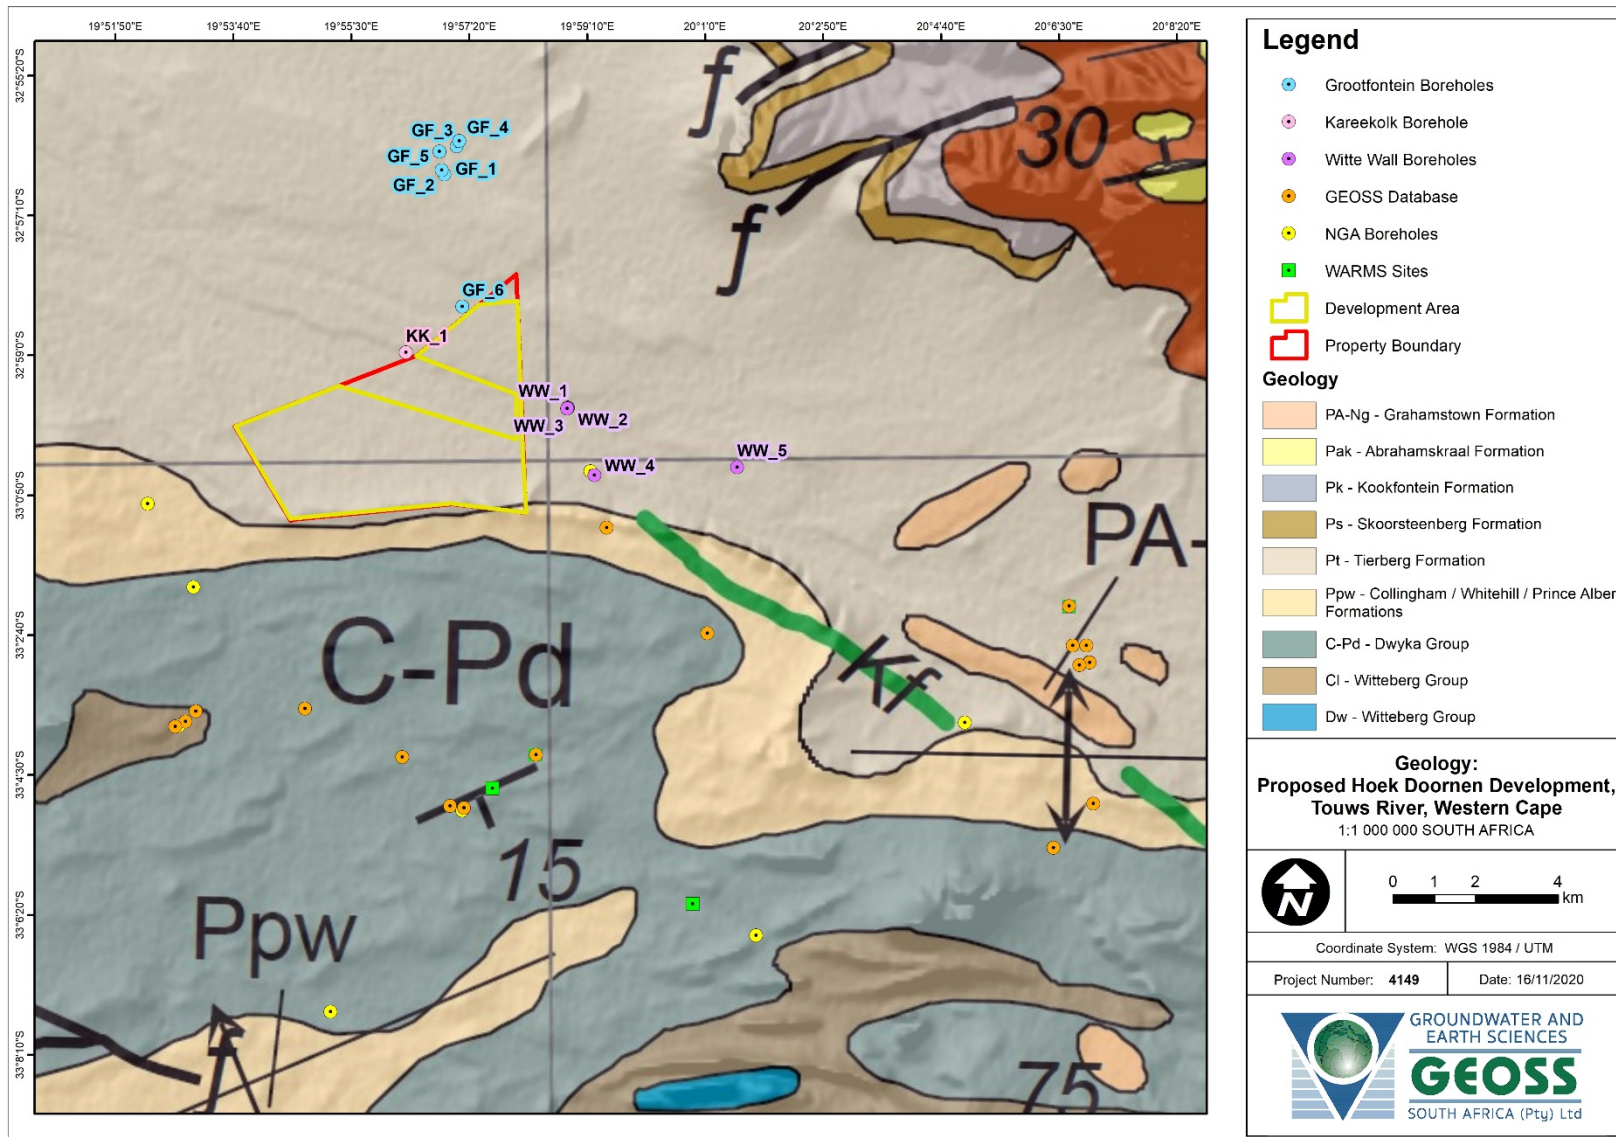 19°51'50"E
19°53'40"E
19°55'30"E
19°57'20"E
19°59'10"E
20°1'0"E
20°2'50"E
20°4'40"E
20°6'30"E
20°8'20"E
32°55'20"S
32°57'10"S
32°59'0"S
33°0'50"S
33°2'40"S
33°4'30"S
33°6'20"S
33°8'10"S
GF_3
GF_4
GF_5
GF_1
GF_2
GF_6
KK_1
WW_1
WW_2
WW_3
WW_4
WW_5
f
f
30
PA-
C-Pd
Kf
15
Ppw
75
Legend
Grootfontein Boreholes
Kareekolk Borehole
Witte Wall Boreholes
GEOSS Database
NGA Boreholes
WARMS Sites
Development Area
Property Boundary
Geology
PA-Ng - Grahamstown Formation
Pak - Abrahamskraal Formation
Pk - Kookfontein Formation
Ps - Skoorsteenberg Formation
Pt - Tierberg Formation
Ppw - Collingham / Whitehill / Prince Alber
Formations
C-Pd - Dwyka Group
Cl - Witteberg Group
Dw - Witteberg Group
Geology:
Proposed Hoek Doornen Development,
Touws River, Western Cape
1:1 000 000 SOUTH AFRICA
N
0 1 2 4
km
Coordinate System: WGS 1984 / UTM
Project Number: 4149
Date: 16/11/2020
GROUNDWATER AND
EARTH SCIENCES
GEOSS
SOUTH AFRICA (Pty) Ltd